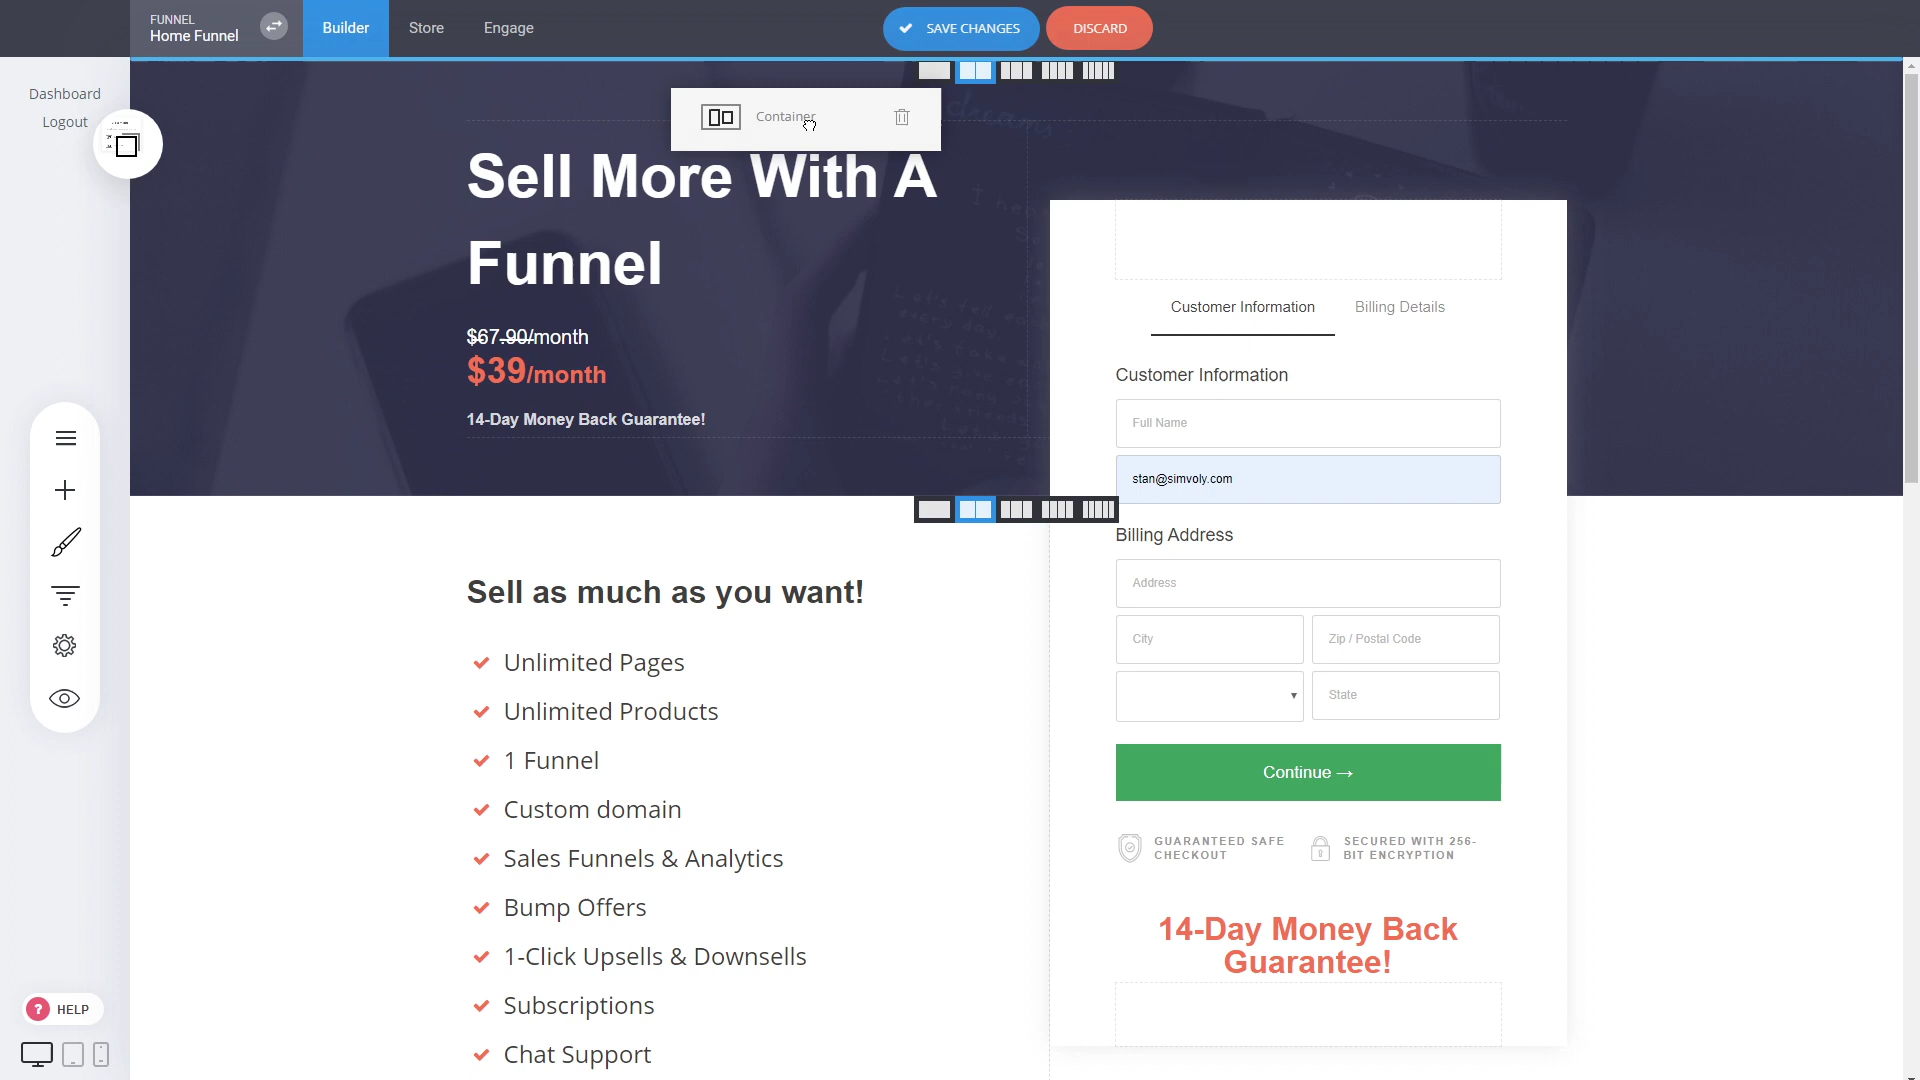 FUNNEL
Home Funnel
Builder
Store
Engage
SAVE CHANGES
DISCARD
Dashboard
Logout
Container
Sell More With A
Funnel
$67.90/month
$39/month
14-Day Money Back Guarantee!
Customer Information
Billing Details
Customer Information
Full Name
stan@simvoly.com
Billing Address
Address
City
Zip / Postal Code
State
Continue →
GUARANTEED SAFE
CHECKOUT
SECURED WITH 256-
BIT ENCRYPTION
14-Day Money Back
Guarantee!
Sell as much as you want!
Unlimited Pages
Unlimited Products
1 Funnel
Custom domain
Sales Funnels & Analytics
Bump Offers
1-Click Upsells & Downsells
Subscriptions
Chat Support
? HELP